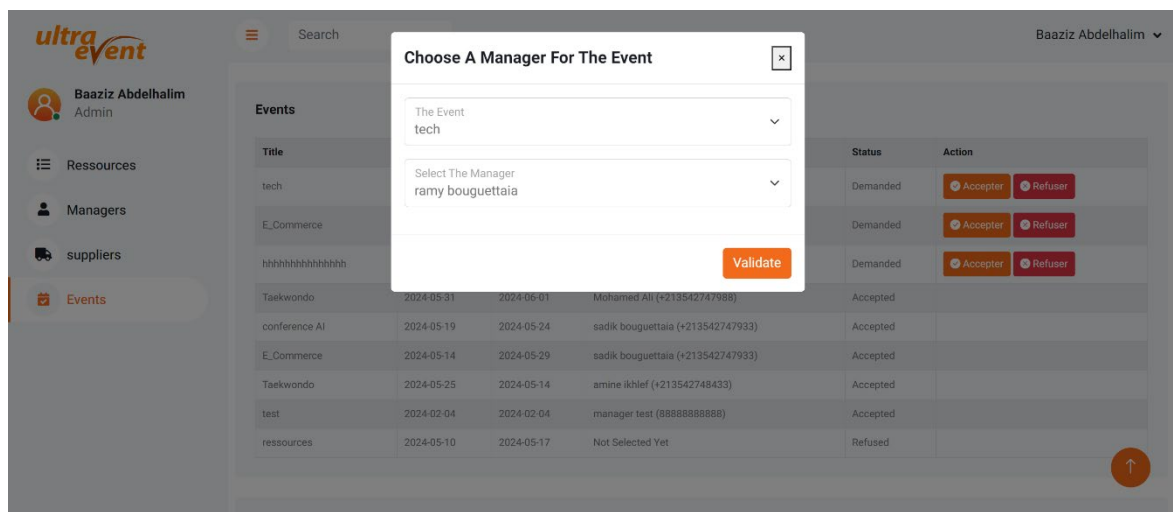 ultra event
Search
Baaziz Abdelhalim
Baaziz Abdelhalim
Admin
Ressources
Managers
suppliers
Events
Choose A Manager For The Event
×
The Event
tech
Select The Manager
ramy bouguettaia
Validate
Events
Title Status Action
tech Demanded Accepter Refuser
E_Commerce Demanded Accepter Refuser
hhhhhhhhhhhhhhh Demanded Accepter Refuser
Taekwondo 2024-05-31 2024-06-01 Mohamed Ali (+213542747988) Accepted
conference AI 2024-05-19 2024-05-24 sadik bouguettaia (+213542747933) Accepted
E_Commerce 2024-05-14 2024-05-29 sadik bouguettaia (+213542747933) Accepted
Taekwondo 2024-05-25 2024-05-14 amine ikhlef (+213542748433) Accepted
test 2024-02-04 2024-02-04 manager test (88888888888) Accepted
ressources 2024-05-10 2024-05-17 Not Selected Yet Refused